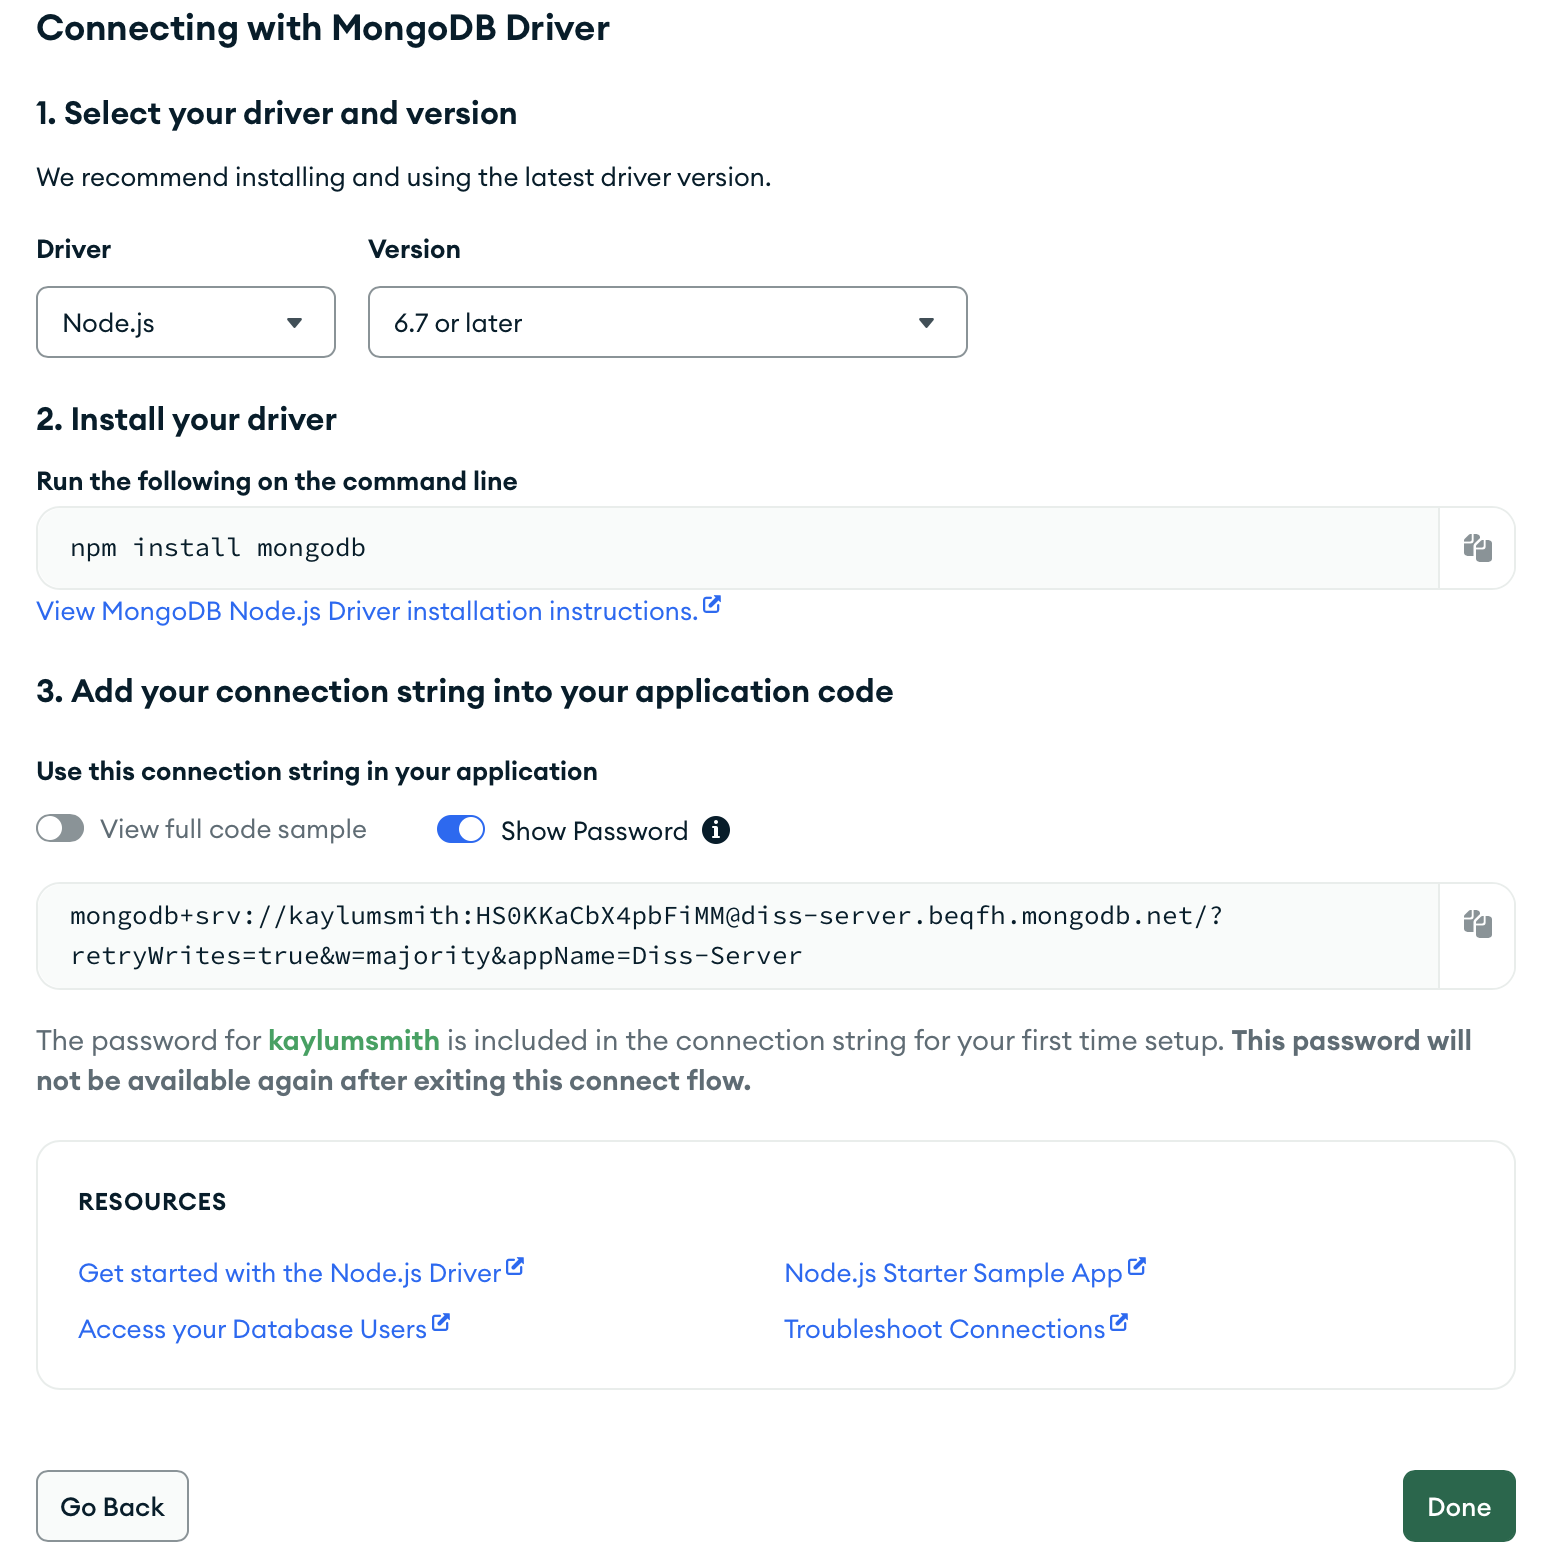 Connecting with MongoDB Driver
1. Select your driver and version
We recommend installing and using the latest driver version.
Driver Version
Node.js 6.7 or later
2. Install your driver
Run the following on the command line
npm install mongodb
View MongoDB Node.js Driver installation instructions.
3. Add your connection string into your application code
Use this connection string in your application
View full code sample Show Password
mongodb+srv://kaylumsmith:HS0KKaCbX4pbFiMM@diss-server.beqfh.mongodb.net/?
retryWrites=true&w=majority&appName=Diss-Server
The password for kaylumsmith is included in the connection string for your first time setup. This password will
not be available again after exiting this connect flow.
RESOURCES
Get started with the Node.js Driver Node.js Starter Sample App
Access your Database Users Troubleshoot Connections
Go Back Done